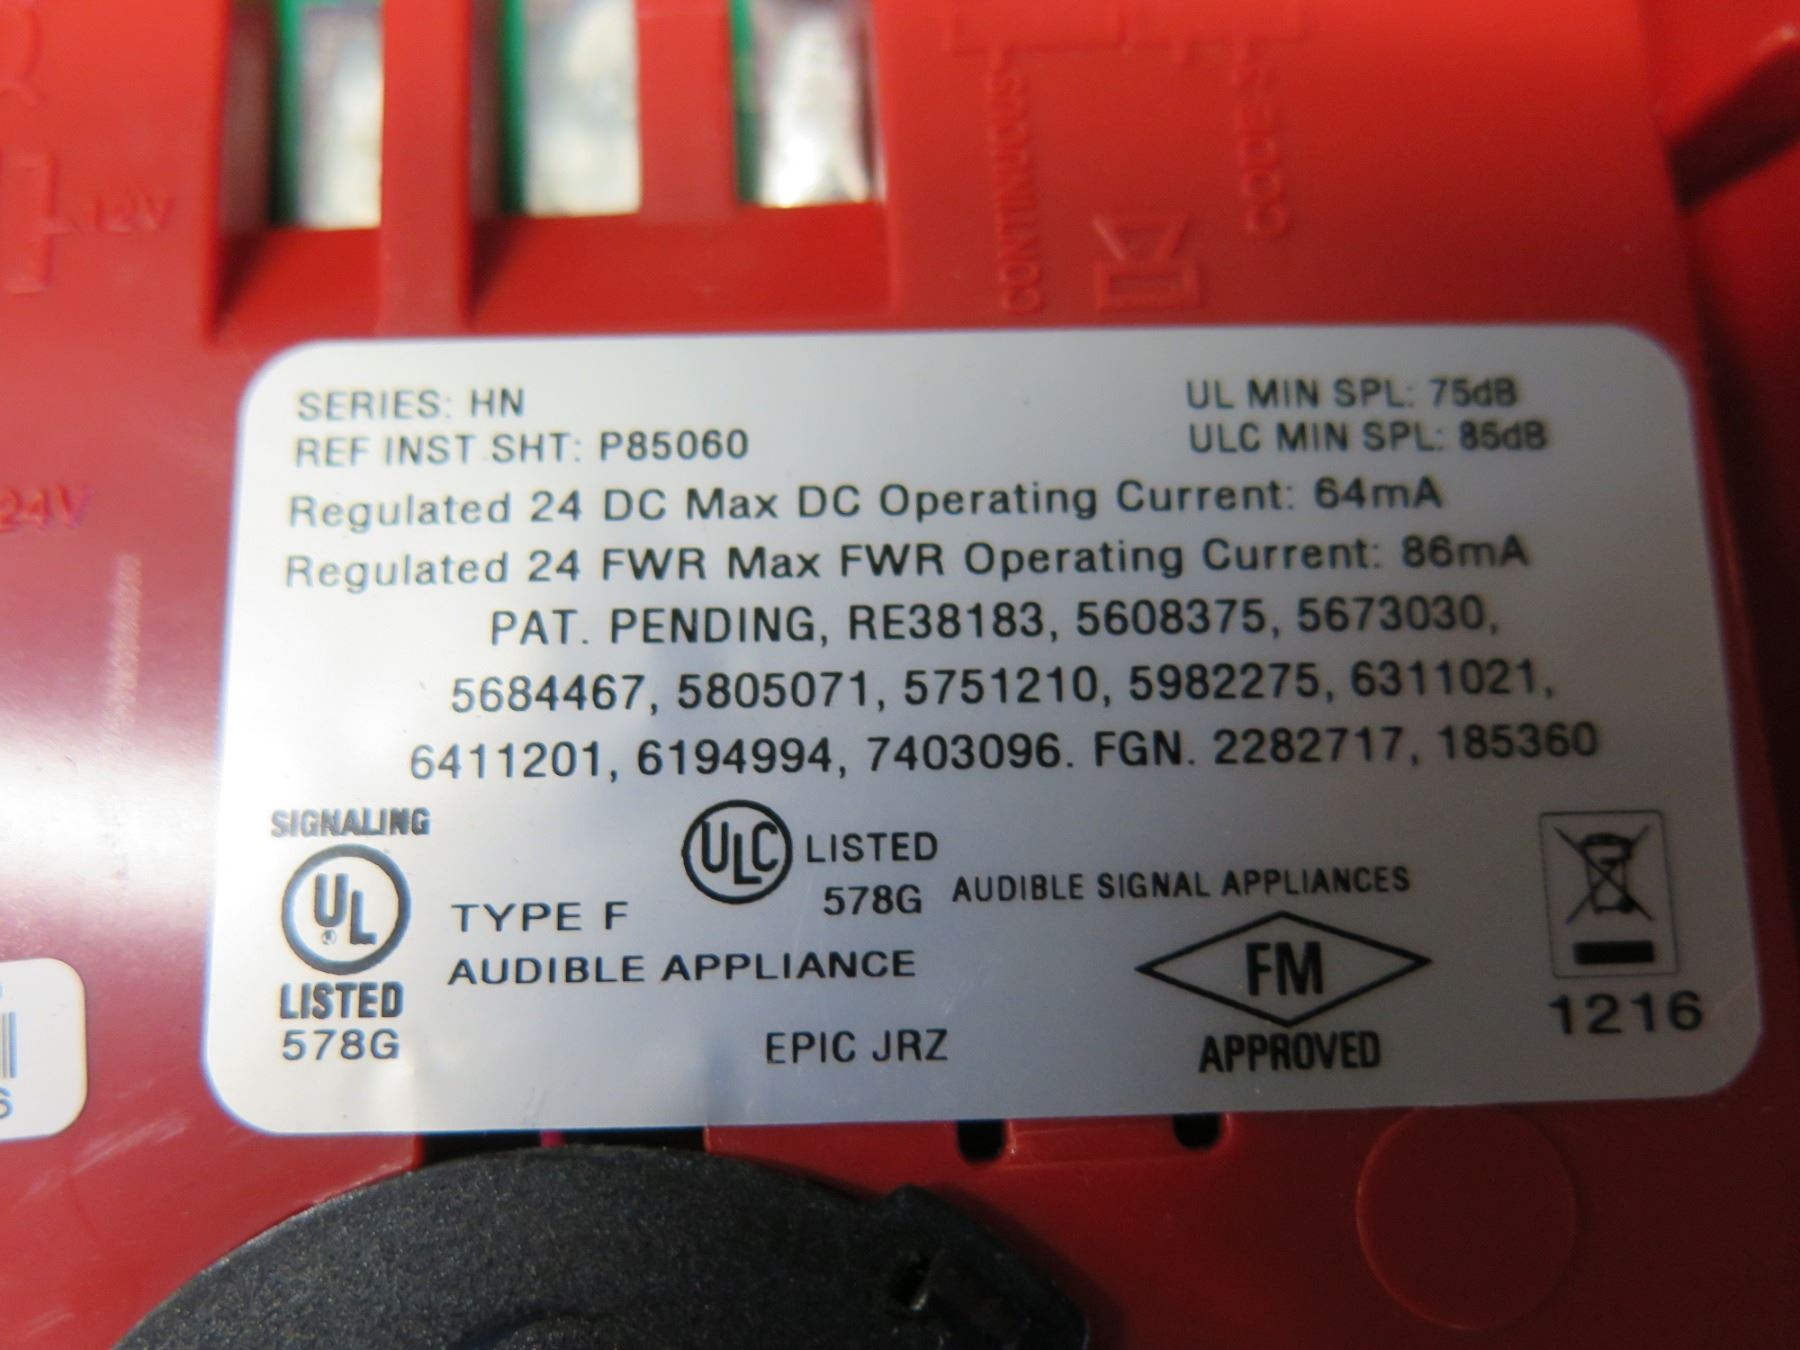 CONTINUOUS
CODE 3
12V
24V
SERIES: HN
UL MIN SPL: 75dB
REF INST SHT: P85060
ULC MIN SPL: 85dB
Regulated 24 DC Max DC Operating Current: 64mA
Regulated 24 FWR Max FWR Operating Current: 86mA
PAT. PENDING, RE38183, 5608375, 5673030,
5684467, 5805071, 5751210, 5982275, 6311021,
6411201, 6194994, 7403096. FGN. 2282717, 185360
SIGNALING
UL ®
LISTED
578G
TYPE F
AUDIBLE APPLIANCE
ULC LISTED
578G AUDIBLE SIGNAL APPLIANCES
EPIC JRZ
FM
APPROVED
1216